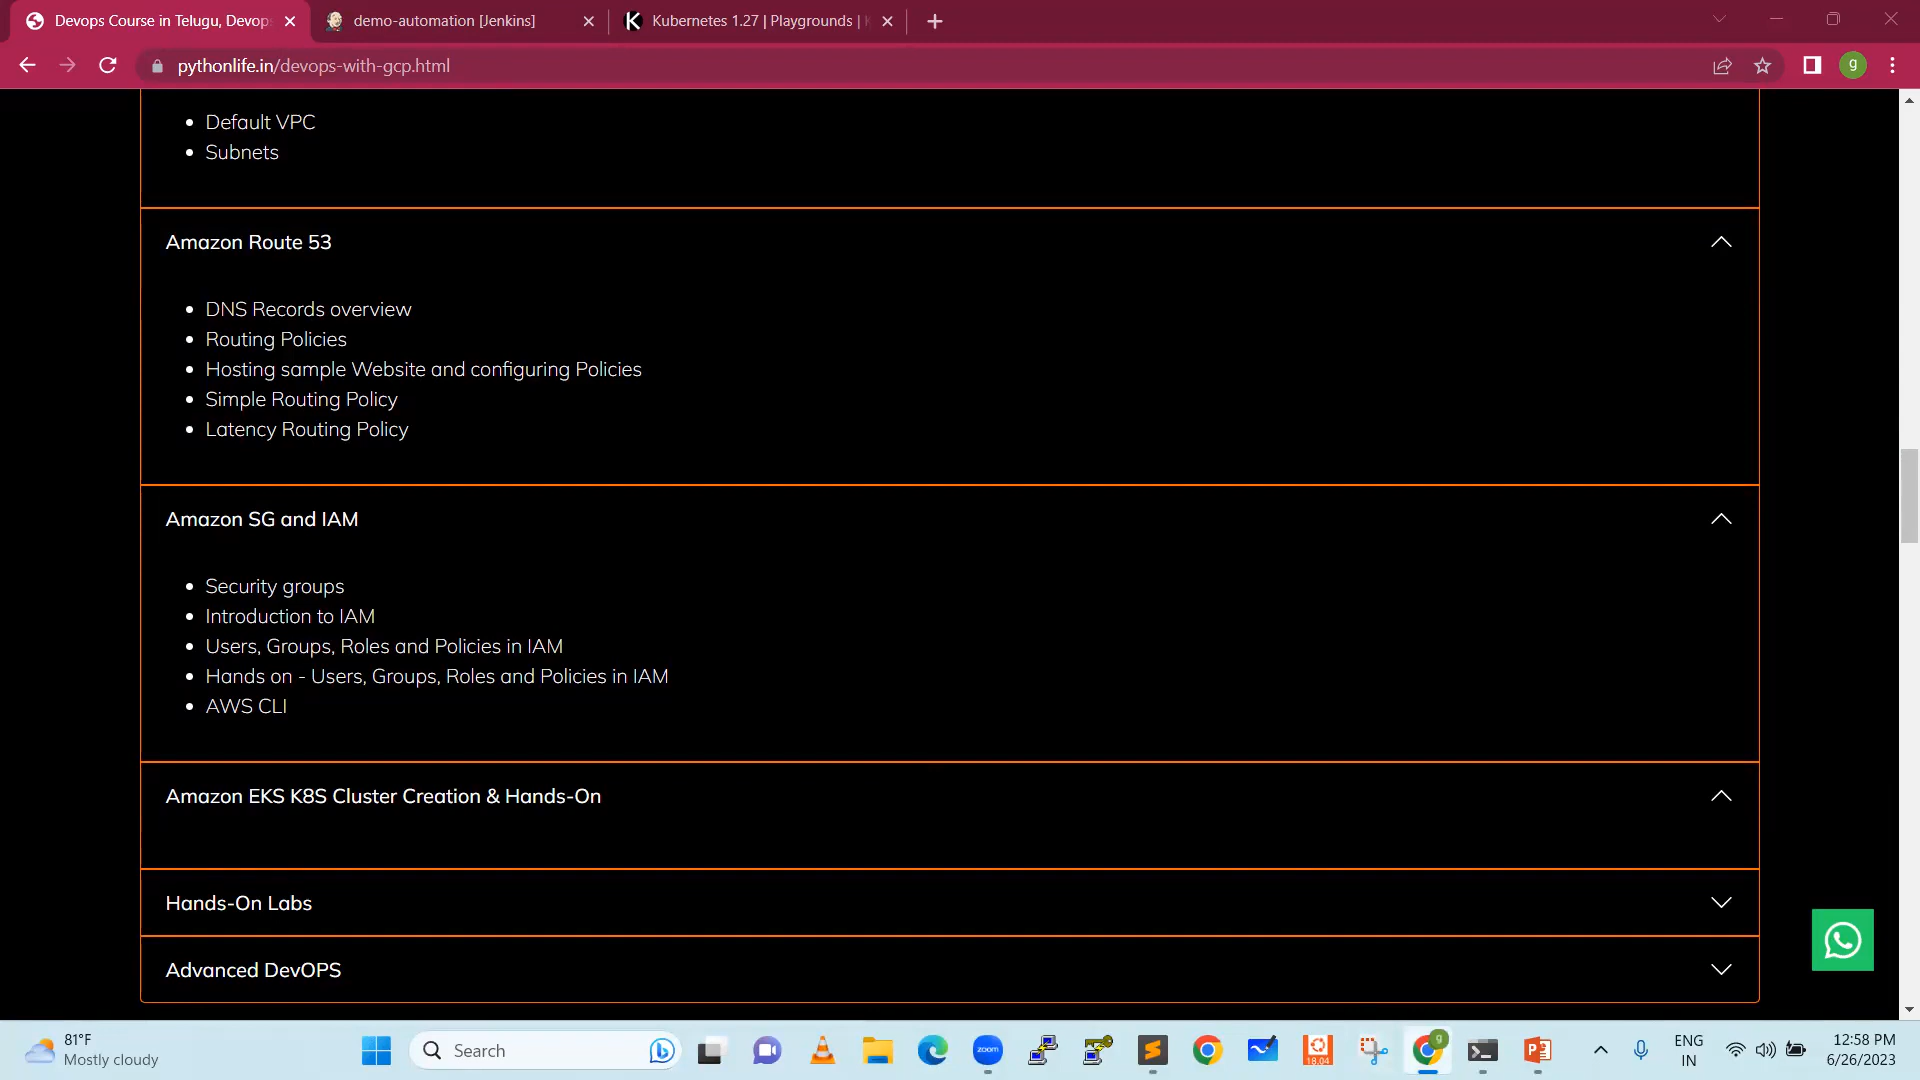 Devops Course in Telugu, Devops
demo-automation [Jenkins]
Kubernetes 1.27 | Playgrounds |
g
pythonlife.in/devops-with-gcp.html
Default VPC
Subnets
Amazon Route 53
DNS Records overview
Routing Policies
Hosting sample Website and configuring Policies
Simple Routing Policy
Latency Routing Policy
Amazon SG and IAM
Security groups
Introduction to IAM
Users, Groups, Roles and Policies in IAM
Hands on - Users, Groups, Roles and Policies in IAM
AWS CLI
Amazon EKS K8S Cluster Creation & Hands-On
Hands-On Labs
Advanced DevOPS
81°F
Mostly cloudy
Search
zoom
18.04
g
ENG
IN
12:58 PM
6/26/2023